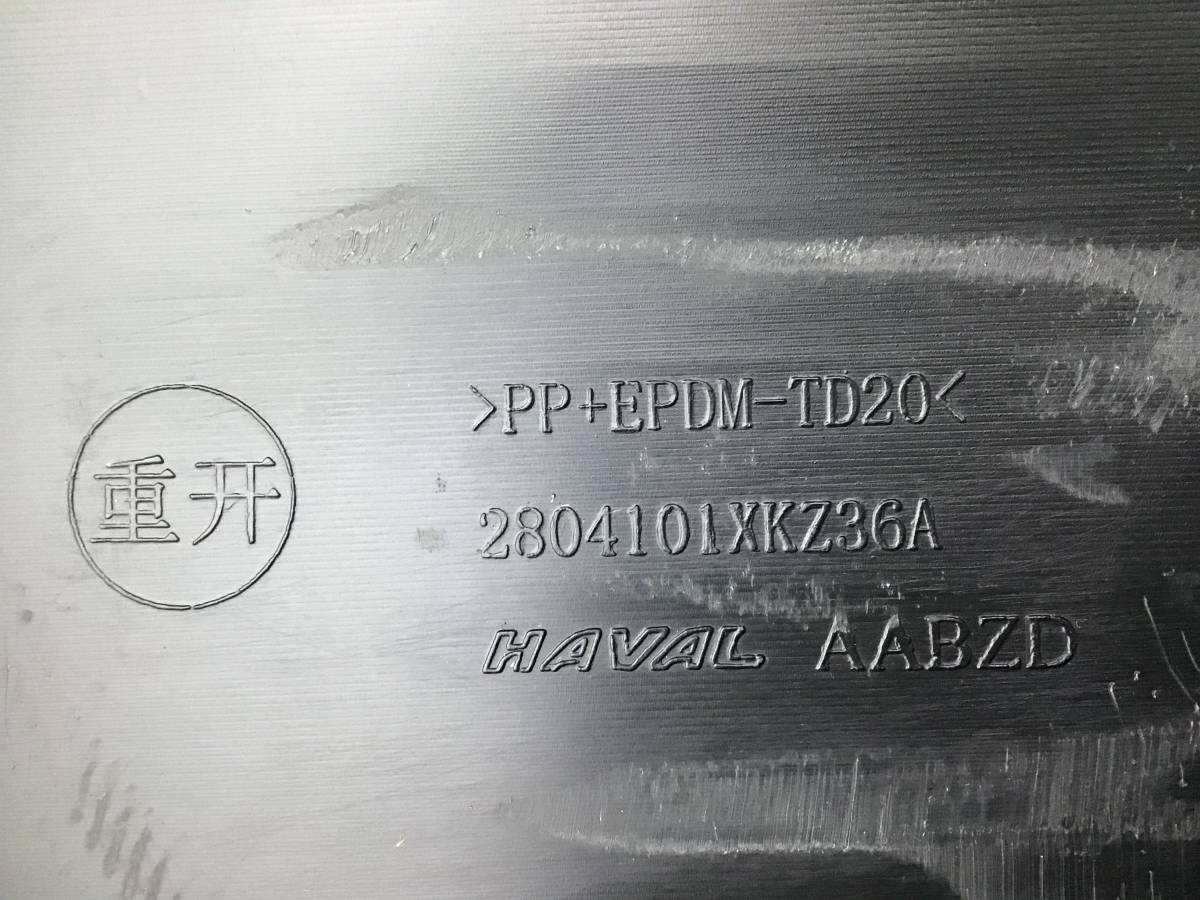 重开
>PP+EPDM-TD20<
2804101XKZ36A
HAVAL AABZD